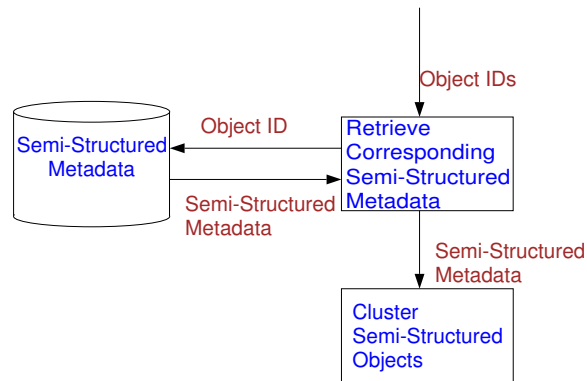 Object IDs
Object ID
Semi-Structured
Metadata
Retrieve
Corresponding
Semi-Structured
Metadata
Semi-Structured
Metadata
Semi-Structured
Metadata
Cluster
Semi-Structured
Objects